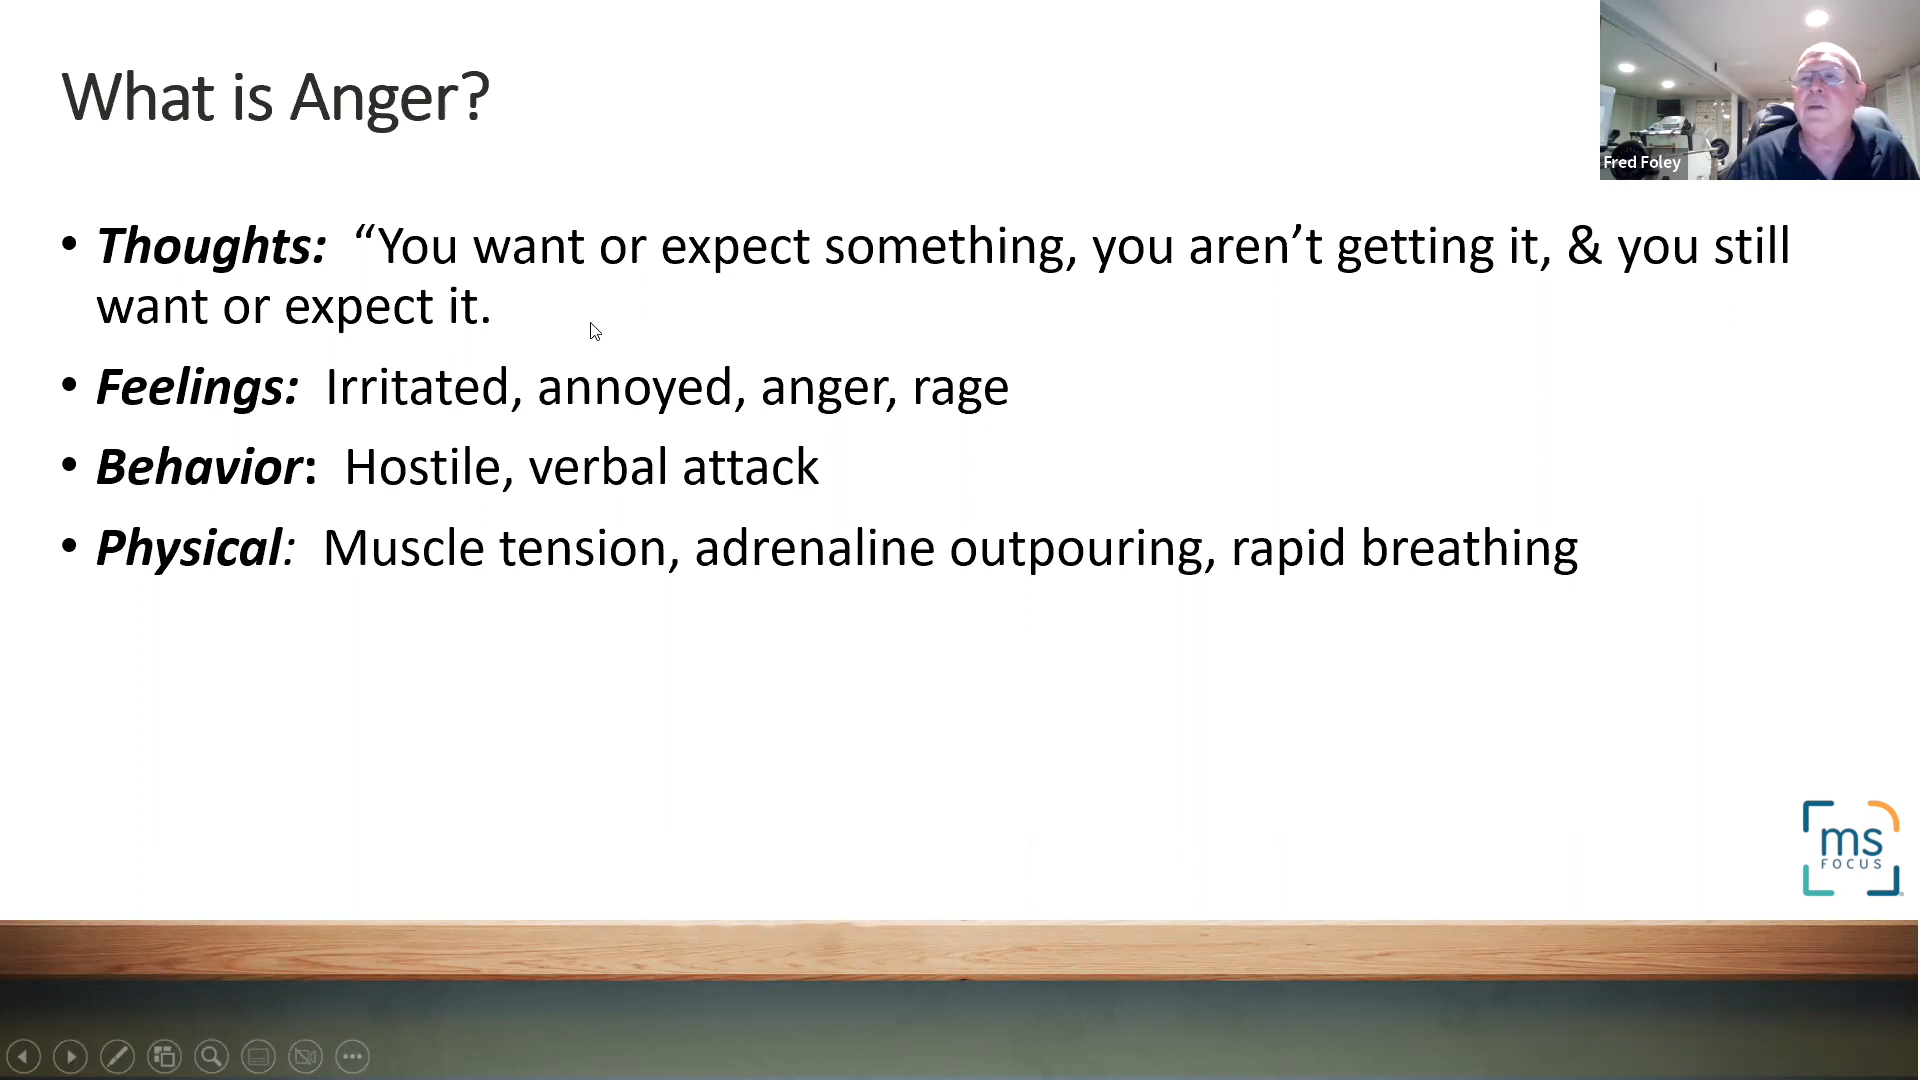 What is Anger?
Fred Foley
• Thoughts: “You want or expect something, you aren’t getting it, & you still
want or expect it.
• Feelings: Irritated, annoyed, anger, rage
• Behavior: Hostile, verbal attack
• Physical: Muscle tension, adrenaline outpouring, rapid breathing
ms
FOCUS